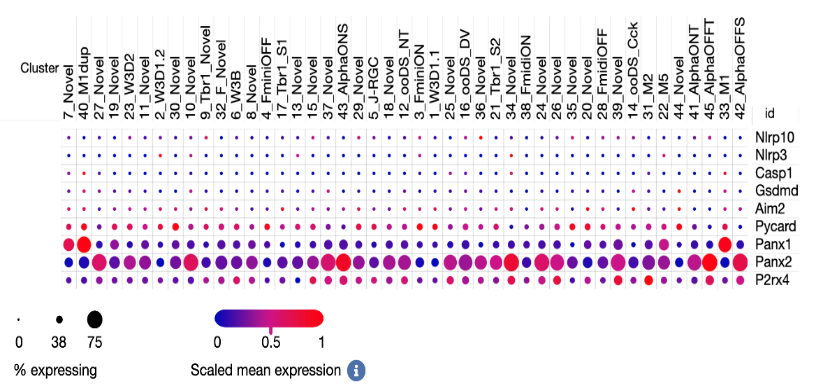 Cluster
7_Novel
40_M1dup
27_Novel
19_Novel
23_W3D2
11_Novel
2_W3D1.2
30_Novel
10_Novel
9_Tbr1_Novel
32_F_Novel
6_W3B
8_Novel
4_FminiOFF
17_Tbr1_S1
13_Novel
15_Novel
37_Novel
43_AlphaONS
29_Novel
5_J-RGC
18_Novel
12_ooDS_NT
3_FminiON
1_W3D1.1
25_Novel
16_ooDS_DV
36_Novel
21_Tbr1_S2
34_Novel
38_FmidiON
24_Novel
26_Novel
35_Novel
20_Novel
28_FmidiOFF
39_Novel
14_ooDS_Cck
31_M2
22_M5
44_Novel
41_AlphaONT
45_AlphaOFFT
33_M1
42_AlphaOFFS
id
Nlrp10
Nlrp3
Casp1
Gsdmd
Aim2
Pycard
Panx1
Panx2
P2rx4
0 38 75
% expressing
0 0.5 1
Scaled mean expression i